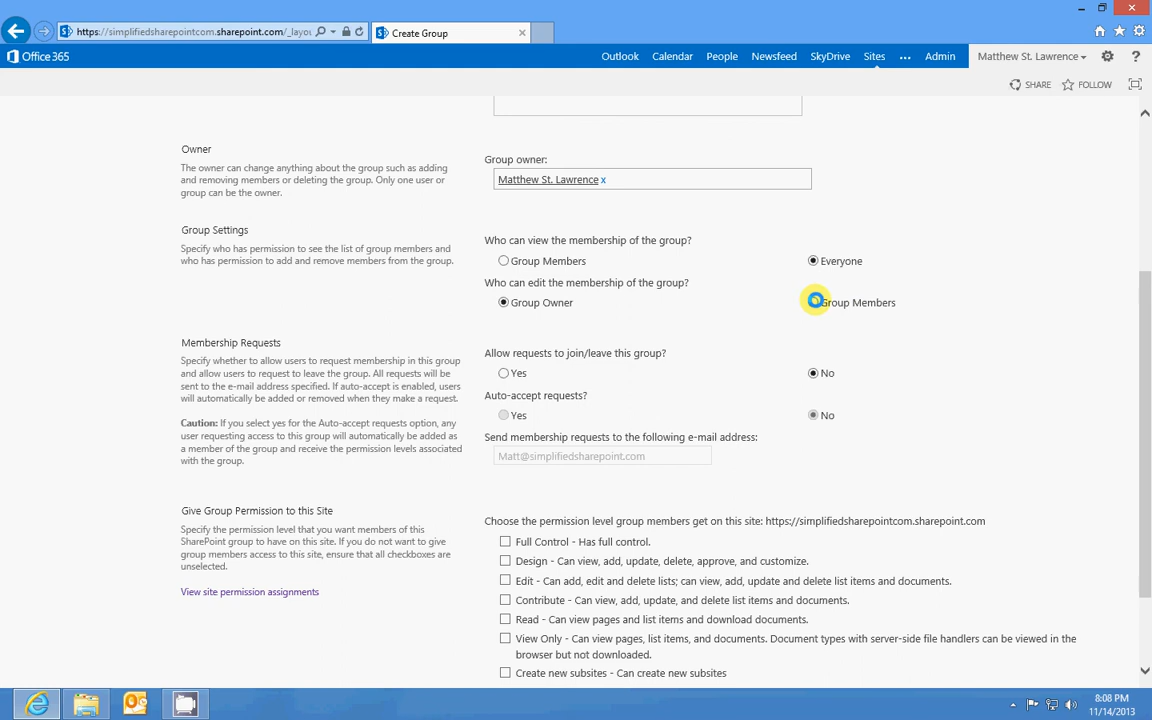 https://simplifiedsharepointcom.sharepoint.com/_layou
Create Group
Office 365
Outlook Calendar People Newsfeed SkyDrive Sites ... Admin Matthew St. Lawrence ?
SHARE FOLLOW
Owner
The owner can change anything about the group such as adding
and removing members or deleting the group. Only one user or
group can be the owner.
Group owner:
Matthew St. Lawrence x
Group Settings
Specify who has permission to see the list of group members and
who has permission to add and remove members from the group.
Who can view the membership of the group?
Group Members Everyone
Who can edit the membership of the group?
Group Owner Group Members
Membership Requests
Specify whether to allow users to request membership in this group
and allow users to request to leave the group. All requests will be
sent to the e-mail address specified. If auto-accept is enabled, users
will automatically be added or removed when they make a request.
Caution: If you select yes for the Auto-accept requests option, any
user requesting access to this group will automatically be added as
a member of the group and receive the permission levels associated
with the group.
Allow requests to join/leave this group?
Yes No
Auto-accept requests?
Yes No
Send membership requests to the following e-mail address:
Matt@simplifiedsharepoint.com
Give Group Permission to this Site
Specify the permission level that you want members of this
SharePoint group to have on this site. If you do not want to give
group members access to this site, ensure that all checkboxes are
unselected.
View site permission assignments
Choose the permission level group members get on this site: https://simplifiedsharepointcom.sharepoint.com
Full Control - Has full control.
Design - Can view, add, update, delete, approve, and customize.
Edit - Can add, edit and delete lists; can view, add, update and delete list items and documents.
Contribute - Can view, add, update, and delete list items and documents.
Read - Can view pages and list items and download documents.
View Only - Can view pages, list items, and documents. Document types with server-side file handlers can be viewed in the
browser but not downloaded.
Create new subsites - Can create new subsites
8:08 PM
11/14/2013